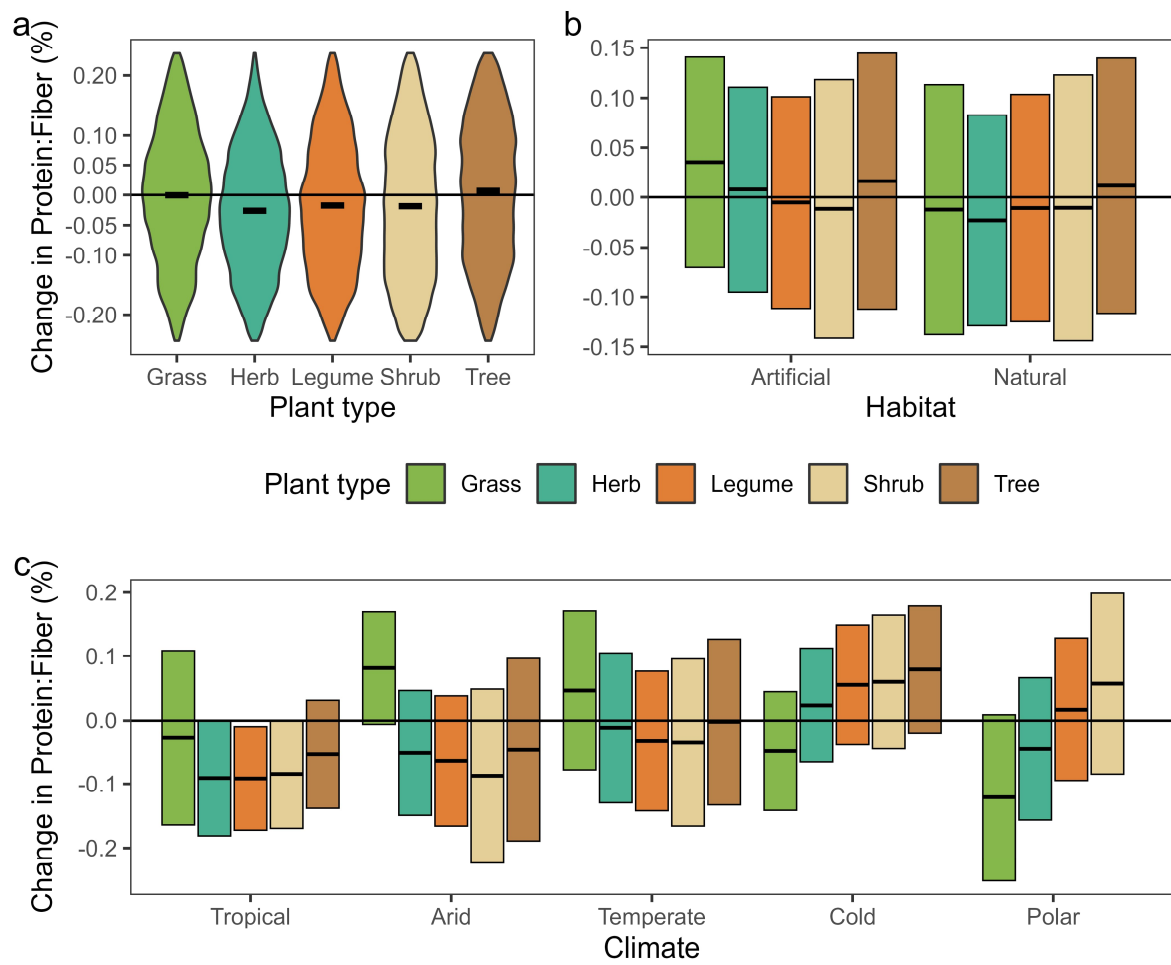 a
Change in Protein:Fiber (%)
0.20
0.10
0.05
0.00
-0.05
-0.10
-0.20
Grass Herb Legume Shrub Tree
Plant type
b
0.15
0.10
0.05
0.00
-0.05
-0.10
-0.15
Artificial Natural
Habitat
Plant type Grass Herb Legume Shrub Tree
c
Change in Protein:Fiber (%)
0.2
0.1
0.0
-0.1
-0.2
Tropical Arid Temperate Cold Polar
Climate